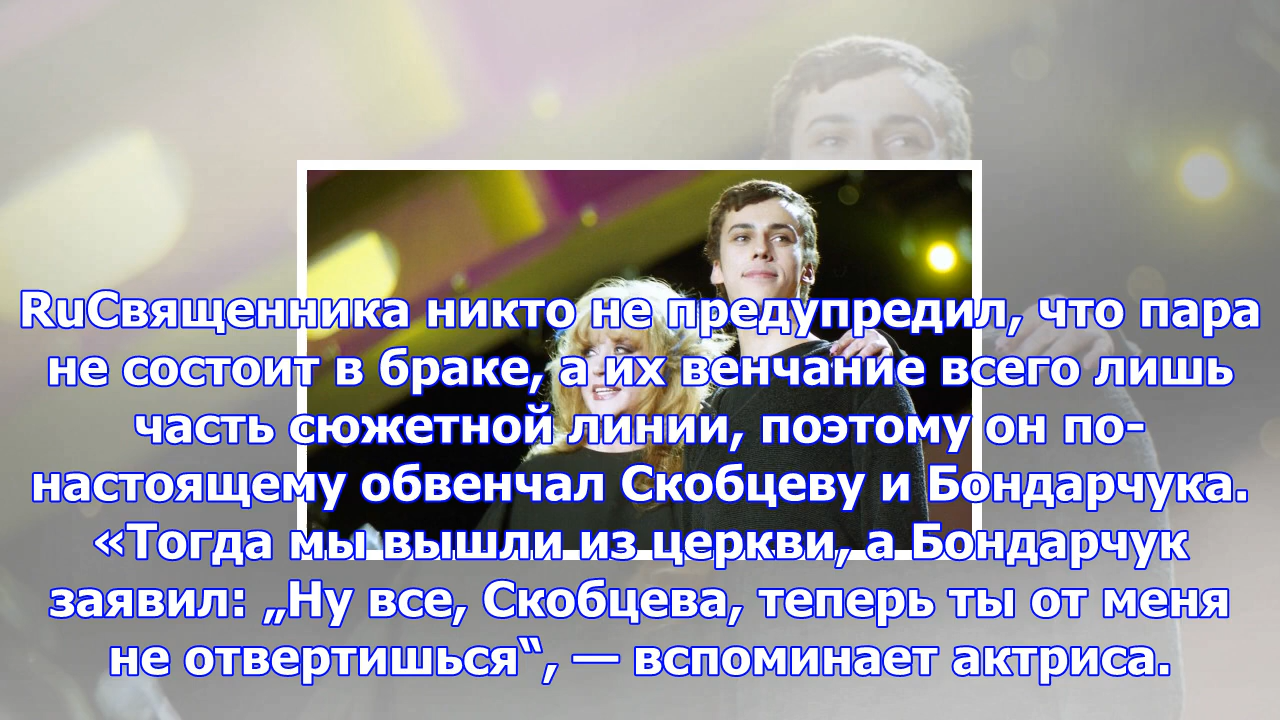 RuСвященника никто не предупредил, что пара
не состоит в браке, а их венчание всего лишь
часть сюжетной линии, поэтому он по-
настоящему обвенчал Скобцеву и Бондарчука.
«Тогда мы вышли из церкви, а Бондарчук
заявил: „Ну все, Скобцева, теперь ты от меня
не отвертишься“, — вспоминает актриса.